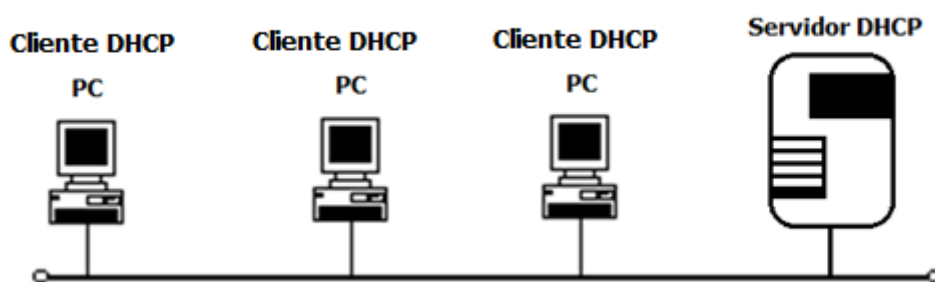 Cliente DHCP
PC
Cliente DHCP
PC
Cliente DHCP
PC
Servidor DHCP